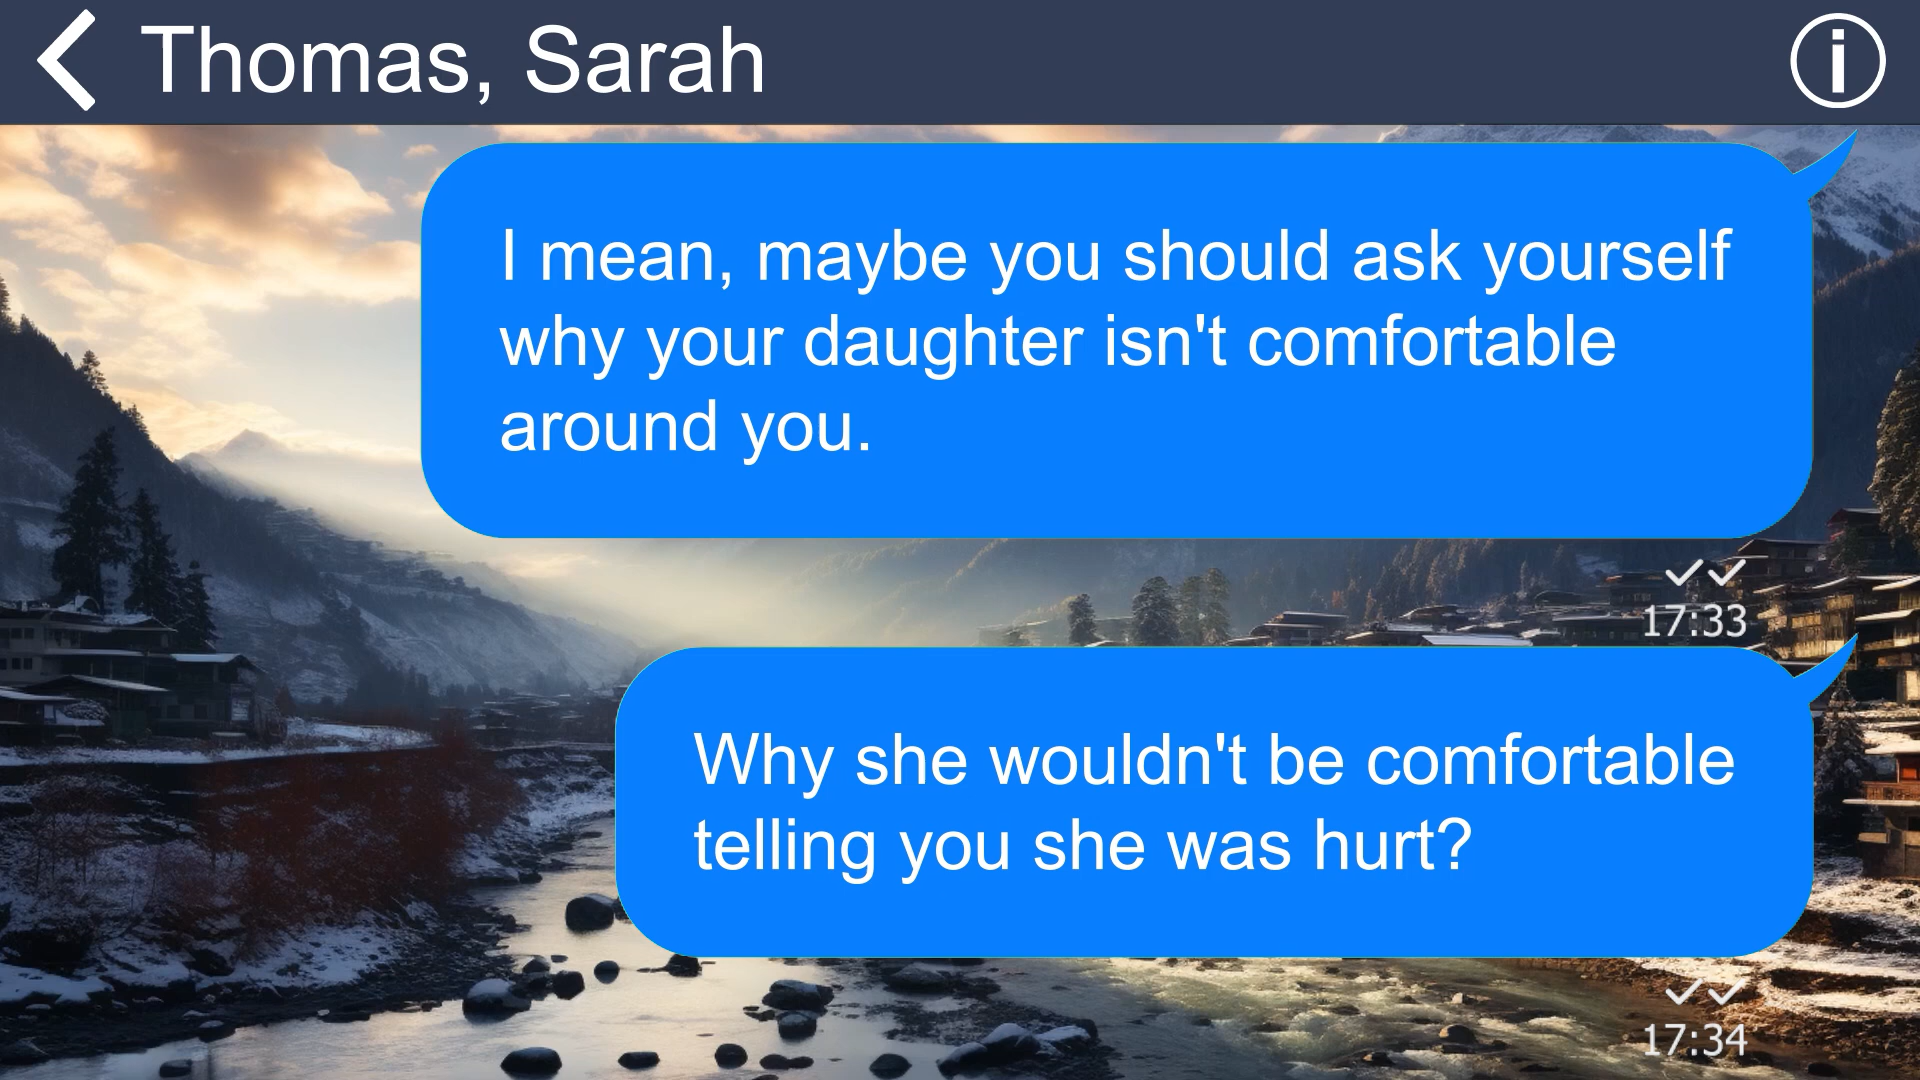 Thomas, Sarah
I mean, maybe you should ask yourself
why your daughter isn't comfortable
around you.
17:33
Why she wouldn't be comfortable
telling you she was hurt?
17:34